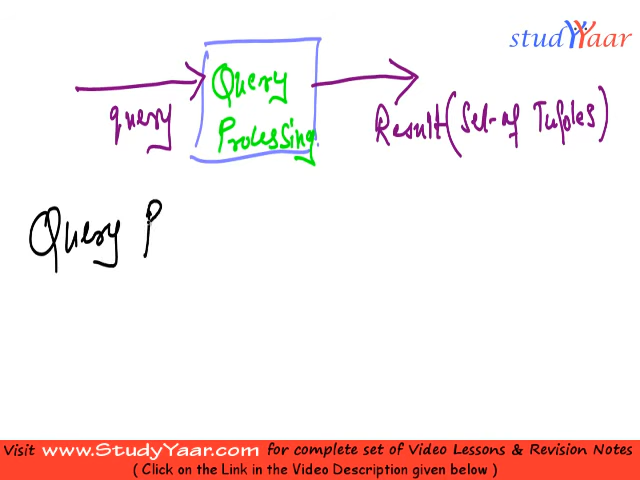 studYYaar
Query
query
Processing
Result (Set-of Tuples)
Query P
Visit www.StudyYaar.com for complete set of Video Lessons & Revision Notes
( Click on the Link in the Video Description given below )